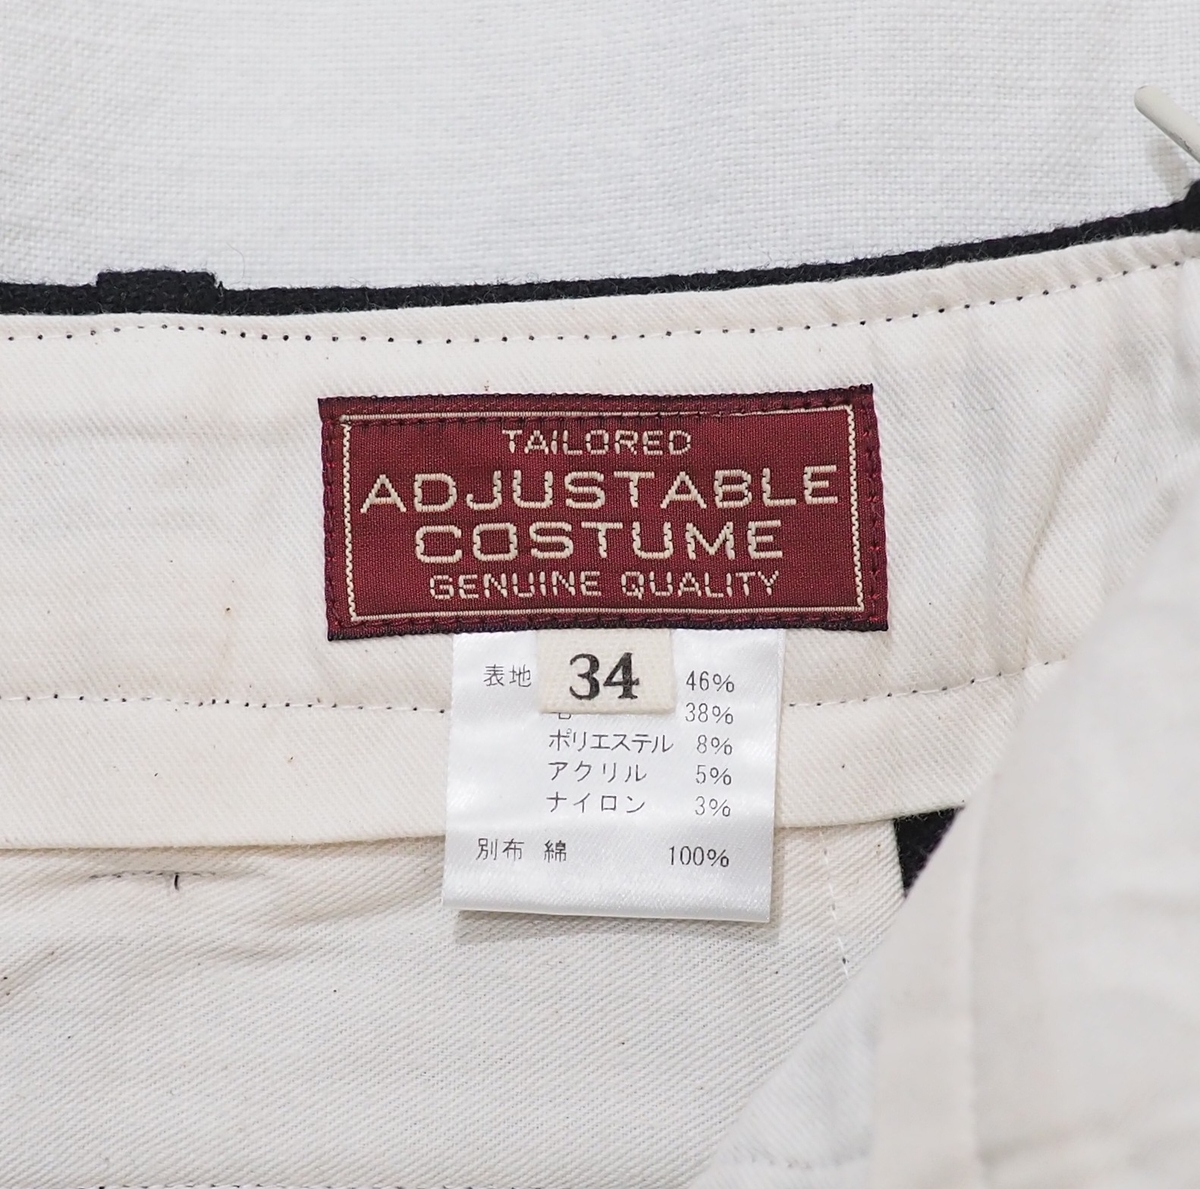 TAILORED
ADJUSTABLE
COSTUME
GENUINE QUALITY
34
表地 46%
38%
ポリエステル 8%
アクリル 5%
ナイロン 3%
別布 綿 100%